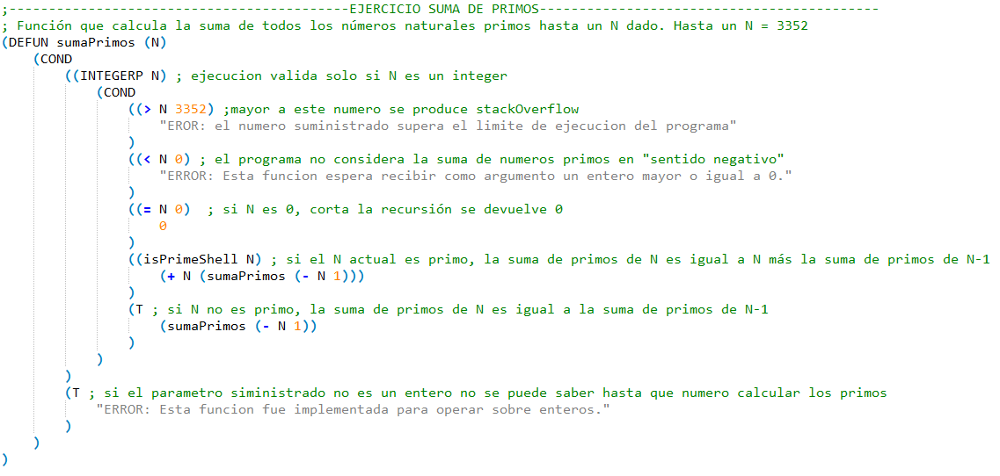 ;-------------------------------------------EJERCICIO SUMA DE PRIMOS-------------------------------------------
; Función que calcula la suma de todos los números naturales primos hasta un N dado. Hasta un N = 3352
(DEFUN sumaPrimos (N)
    (COND
        ((INTEGERP N) ; ejecucion valida solo si N es un integer
            (COND
                ((> N 3352) ;mayor a este numero se produce stackOverflow
                    "EROR: el numero suministrado supera el limite de ejecucion del programa"
                )
                ((< N 0) ; el programa no considera la suma de numeros primos en "sentido negativo"
                    "ERROR: Esta funcion espera recibir como argumento un entero mayor o igual a 0."
                )
                ((= N 0)  ; si N es 0, corta la recursión se devuelve 0
                    0
                )
                ((isPrimeShell N) ; si el N actual es primo, la suma de primos de N es igual a N más la suma de primos de N-1
                    (+ N (sumaPrimos (- N 1)))
                )
                (T ; si N no es primo, la suma de primos de N es igual a la suma de primos de N-1
                    (sumaPrimos (- N 1))
                )
            )
        )
        (T ; si el parametro siministrado no es un entero no se puede saber hasta que numero calcular los primos
            "ERROR: Esta funcion fue implementada para operar sobre enteros."
        )
    )
)